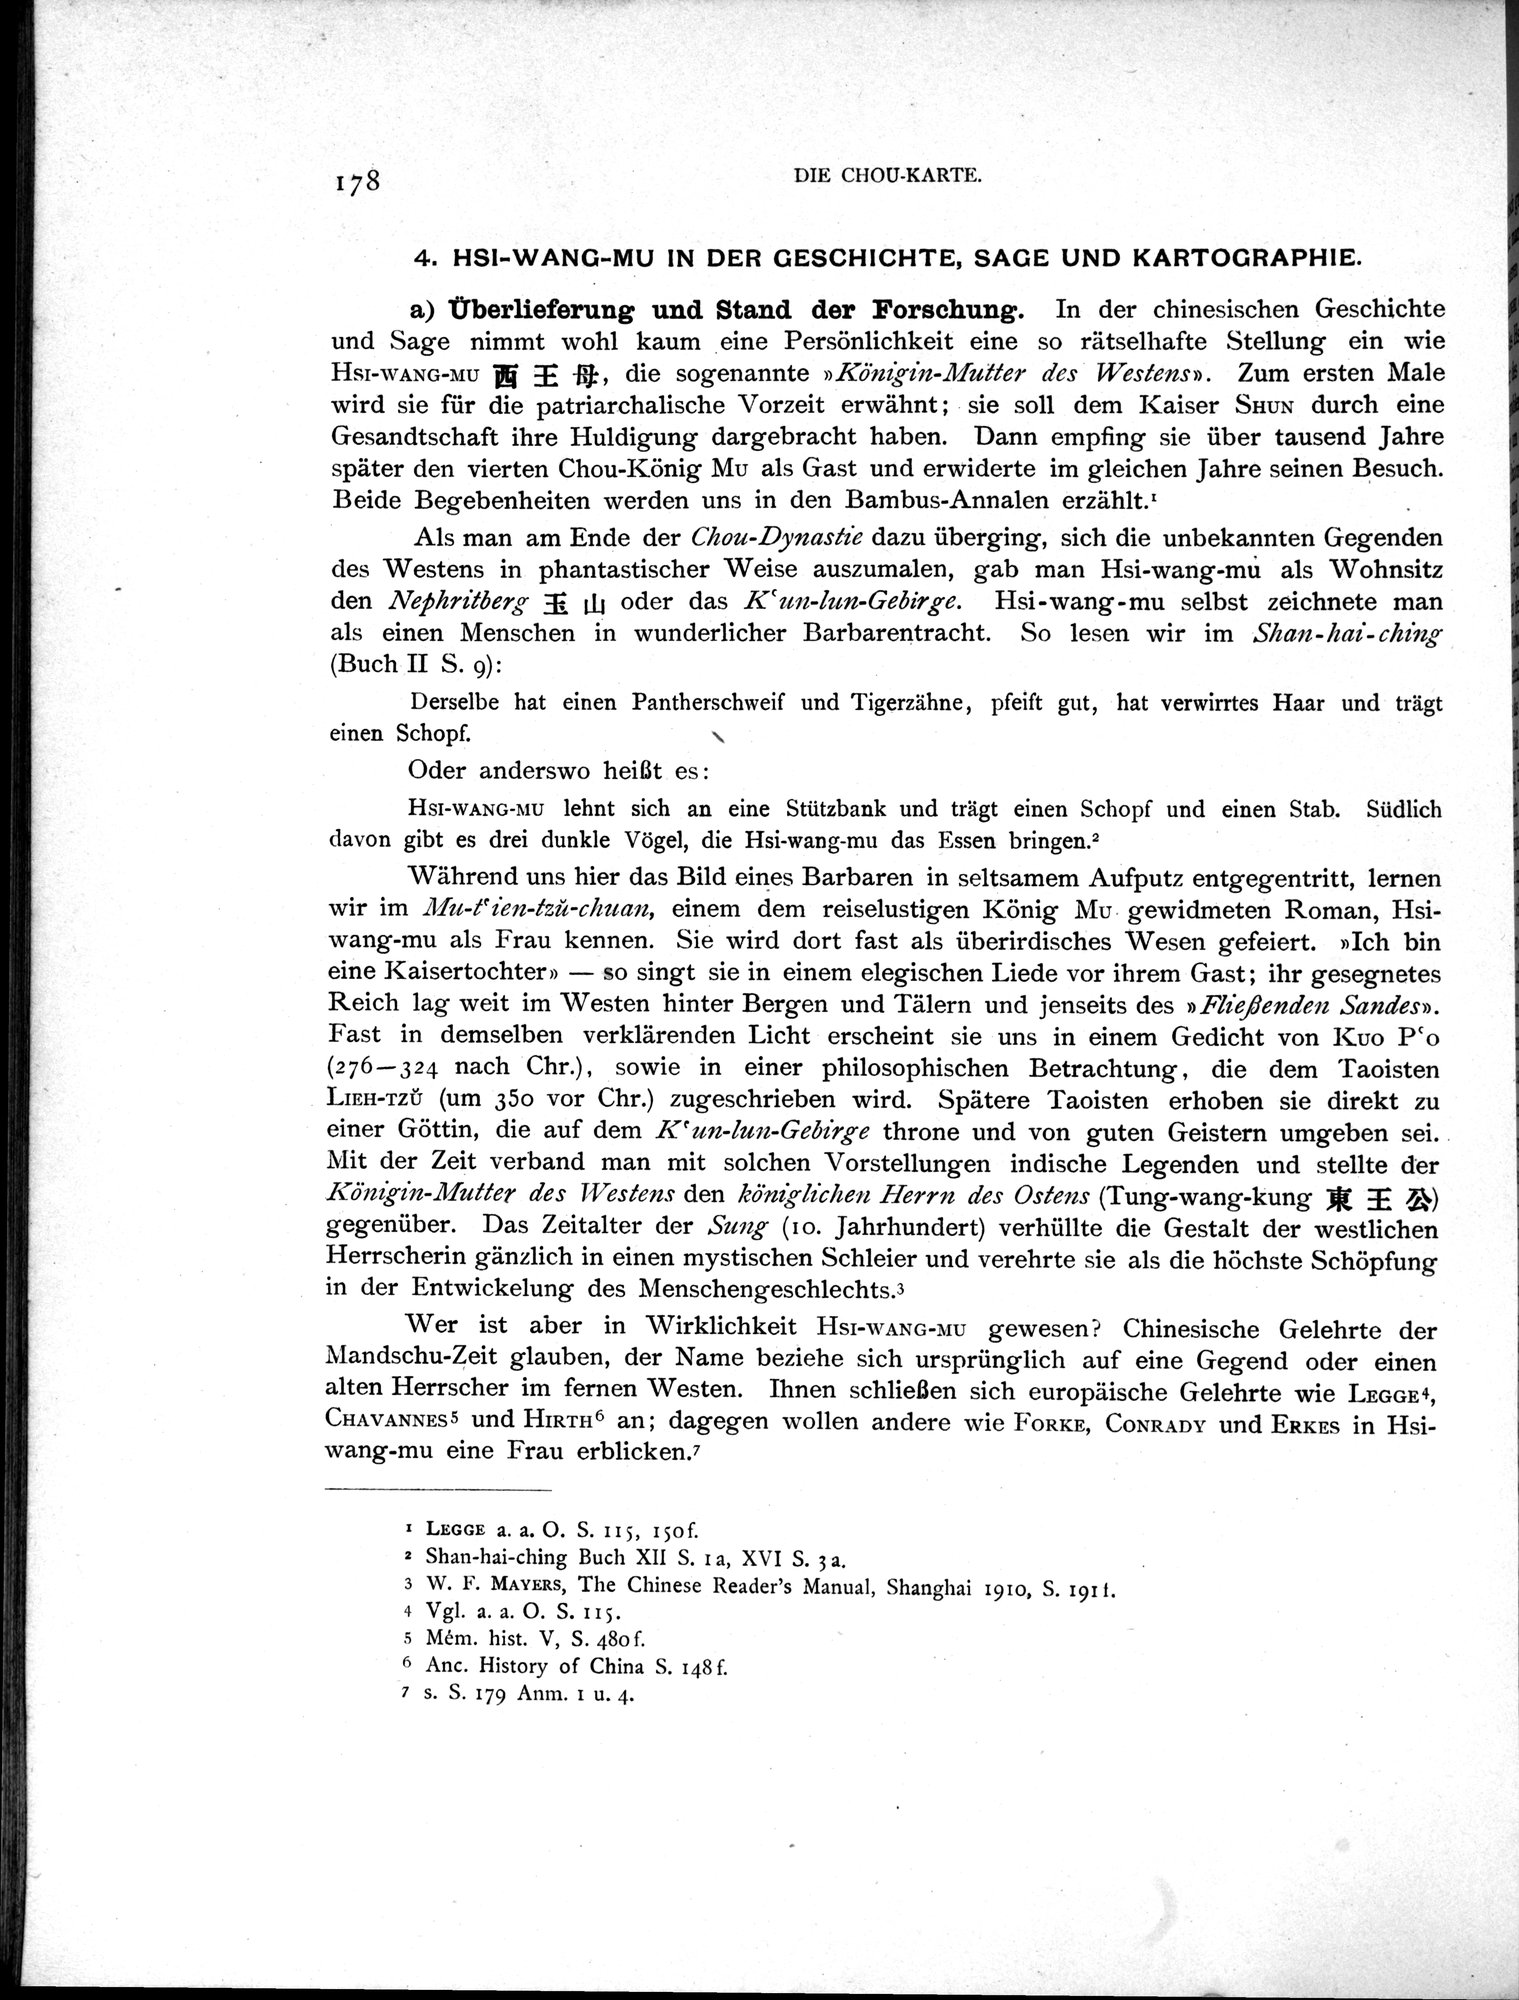 178
DIE CHOU-KARTE.
4. HSI-WANG-MU IN DER GESCHICHTE, SAGE UND KARTOGRAPHIE.
a) Überlieferung und Stand der Forschung. In der chinesischen Geschichte
und Sage nimmt wohl kaum eine Persönlichkeit eine so rätselhafte Stellung ein wie
HSI-WANG-MU 西 王 母, die sogenannte »Königin-Mutter des Westens». Zum ersten Male
wird sie für die patriarchalische Vorzeit erwähnt; sie soll dem Kaiser SHUN durch eine
Gesandtschaft ihre Huldigung dargebracht haben. Dann empfing sie über tausend Jahre
später den vierten Chou-König MU als Gast und erwiderte im gleichen Jahre seinen Besuch.
Beide Begebenheiten werden uns in den Bambus-Annalen erzählt.¹
Als man am Ende der Chou-Dynastie dazu überging, sich die unbekannten Gegenden
des Westens in phantastischer Weise auszumalen, gab man Hsi-wang-mu als Wohnsitz
den Nephritberg 玉 山 oder das Kʿun-lun-Gebirge. Hsi-wang-mu selbst zeichnete man
als einen Menschen in wunderlicher Barbarentracht. So lesen wir im Shan-hai-ching
(Buch II S. 9):
Derselbe hat einen Pantherschweif und Tigerzähne, pfeift gut, hat verwirrtes Haar und trägt
einen Schopf.
Oder anderswo heißt es:
HSI-WANG-MU lehnt sich an eine Stützbank und trägt einen Schopf und einen Stab. Südlich
davon gibt es drei dunkle Vögel, die Hsi-wang-mu das Essen bringen.²
Während uns hier das Bild eines Barbaren in seltsamem Aufputz entgegentritt, lernen
wir im Mu-tʿien-tzŭ-chuan, einem dem reiselustigen König MU gewidmeten Roman, Hsi-
wang-mu als Frau kennen. Sie wird dort fast als überirdisches Wesen gefeiert. »Ich bin
eine Kaisertochter» — so singt sie in einem elegischen Liede vor ihrem Gast; ihr gesegnetes
Reich lag weit im Westen hinter Bergen und Tälern und jenseits des »Fließenden Sandes».
Fast in demselben verklärenden Licht erscheint sie uns in einem Gedicht von KUO Pʿo
(276—324 nach Chr.), sowie in einer philosophischen Betrachtung, die dem Taoisten
LIEH-TZŬ (um 350 vor Chr.) zugeschrieben wird. Spätere Taoisten erhoben sie direkt zu
einer Göttin, die auf dem Kʿun-lun-Gebirge throne und von guten Geistern umgeben sei.
Mit der Zeit verband man mit solchen Vorstellungen indische Legenden und stellte der
Königin-Mutter des Westens den königlichen Herrn des Ostens (Tung-wang-kung 東 王 公)
gegenüber. Das Zeitalter der Sung (10. Jahrhundert) verhüllte die Gestalt der westlichen
Herrscherin gänzlich in einen mystischen Schleier und verehrte sie als die höchste Schöpfung
in der Entwickelung des Menschengeschlechts.³
Wer ist aber in Wirklichkeit HSI-WANG-MU gewesen? Chinesische Gelehrte der
Mandschu-Zeit glauben, der Name beziehe sich ursprünglich auf eine Gegend oder einen
alten Herrscher im fernen Westen. Ihnen schließen sich europäische Gelehrte wie LEGGE⁴,
CHAVANNES⁵ und HIRTH⁶ an; dagegen wollen andere wie FORKE, CONRADY und ERKES in Hsi-
wang-mu eine Frau erblicken.⁷
¹ LEGGE a. a. O. S. 115, 150f.
² Shan-hai-ching Buch XII S. 1a, XVI S. 3a.
³ W. F. MAYERS, The Chinese Reader's Manual, Shanghai 1910, S. 191f.
⁴ Vgl. a. a. O. S. 115.
⁵ Mém. hist. V, S. 480f.
⁶ Anc. History of China S. 148f.
⁷ s. S. 179 Anm. 1 u. 4.